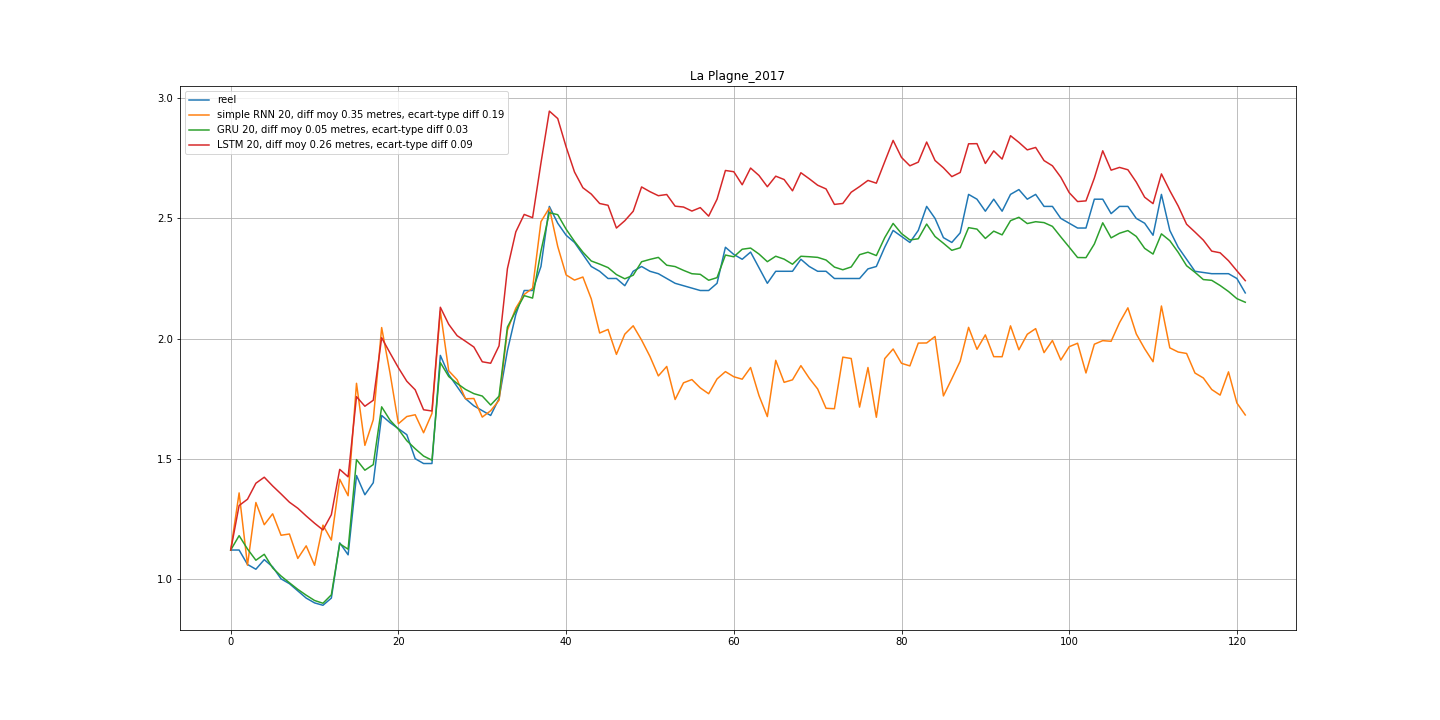 La Plagne_2017
reel
simple RNN 20, diff moy 0.35 metres, ecart-type diff 0.19
GRU 20, diff moy 0.05 metres, ecart-type diff 0.03
LSTM 20, diff moy 0.26 metres, ecart-type diff 0.09
3.0
2.5
2.0
1.5
1.0
0 20 40 60 80 100 120